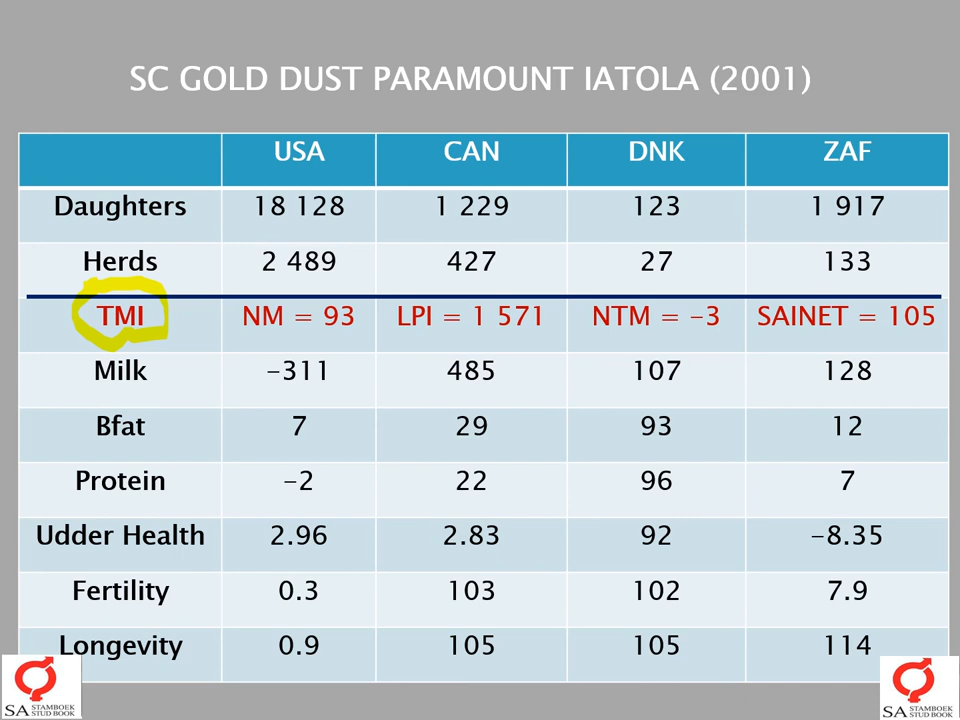 SC GOLD DUST PARAMOUNT IATOLA (2001)
USA CAN DNK ZAF
Daughters 18 128 1 229 123 1 917
Herds 2 489 427 27 133
TMI NM = 93 LPI = 1 571 NTM = -3 SAINET = 105
Milk -311 485 107 128
Bfat 7 29 93 12
Protein -2 22 96 7
Udder Health 2.96 2.83 92 -8.35
Fertility 0.3 103 102 7.9
Longevity 0.9 105 105 114
SA STAMBOEK STUD BOOK
SA STAMBOEK STUD BOOK